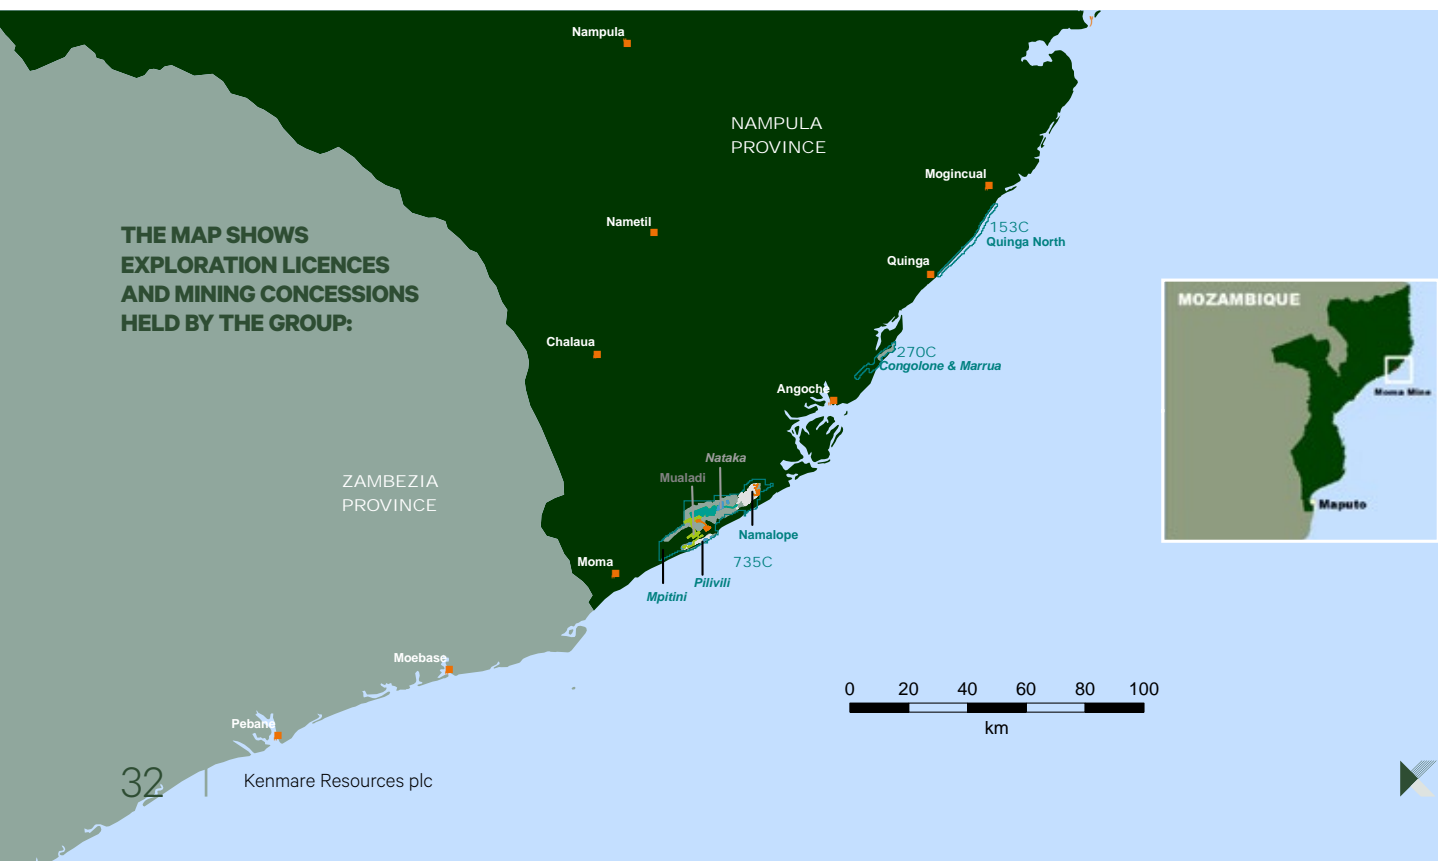 Nampula
NAMPULA
PROVINCE
Mogincual
153C
Quinga North
Nametil
THE MAP SHOWS
EXPLORATION LICENCES
AND MINING CONCESSIONS
HELD BY THE GROUP:
Quinga
MOZAMBIQUE
Chalaua
270C
Congolone & Marrua
Angoche
Moma Mine
Nataka
Mualadi
ZAMBEZIA
PROVINCE
Maputo
Namalope
Moma
735C
Pilivili
Mpitini
Moebase
0 20 40 60 80 100
km
Pebane
32
Kenmare Resources plc